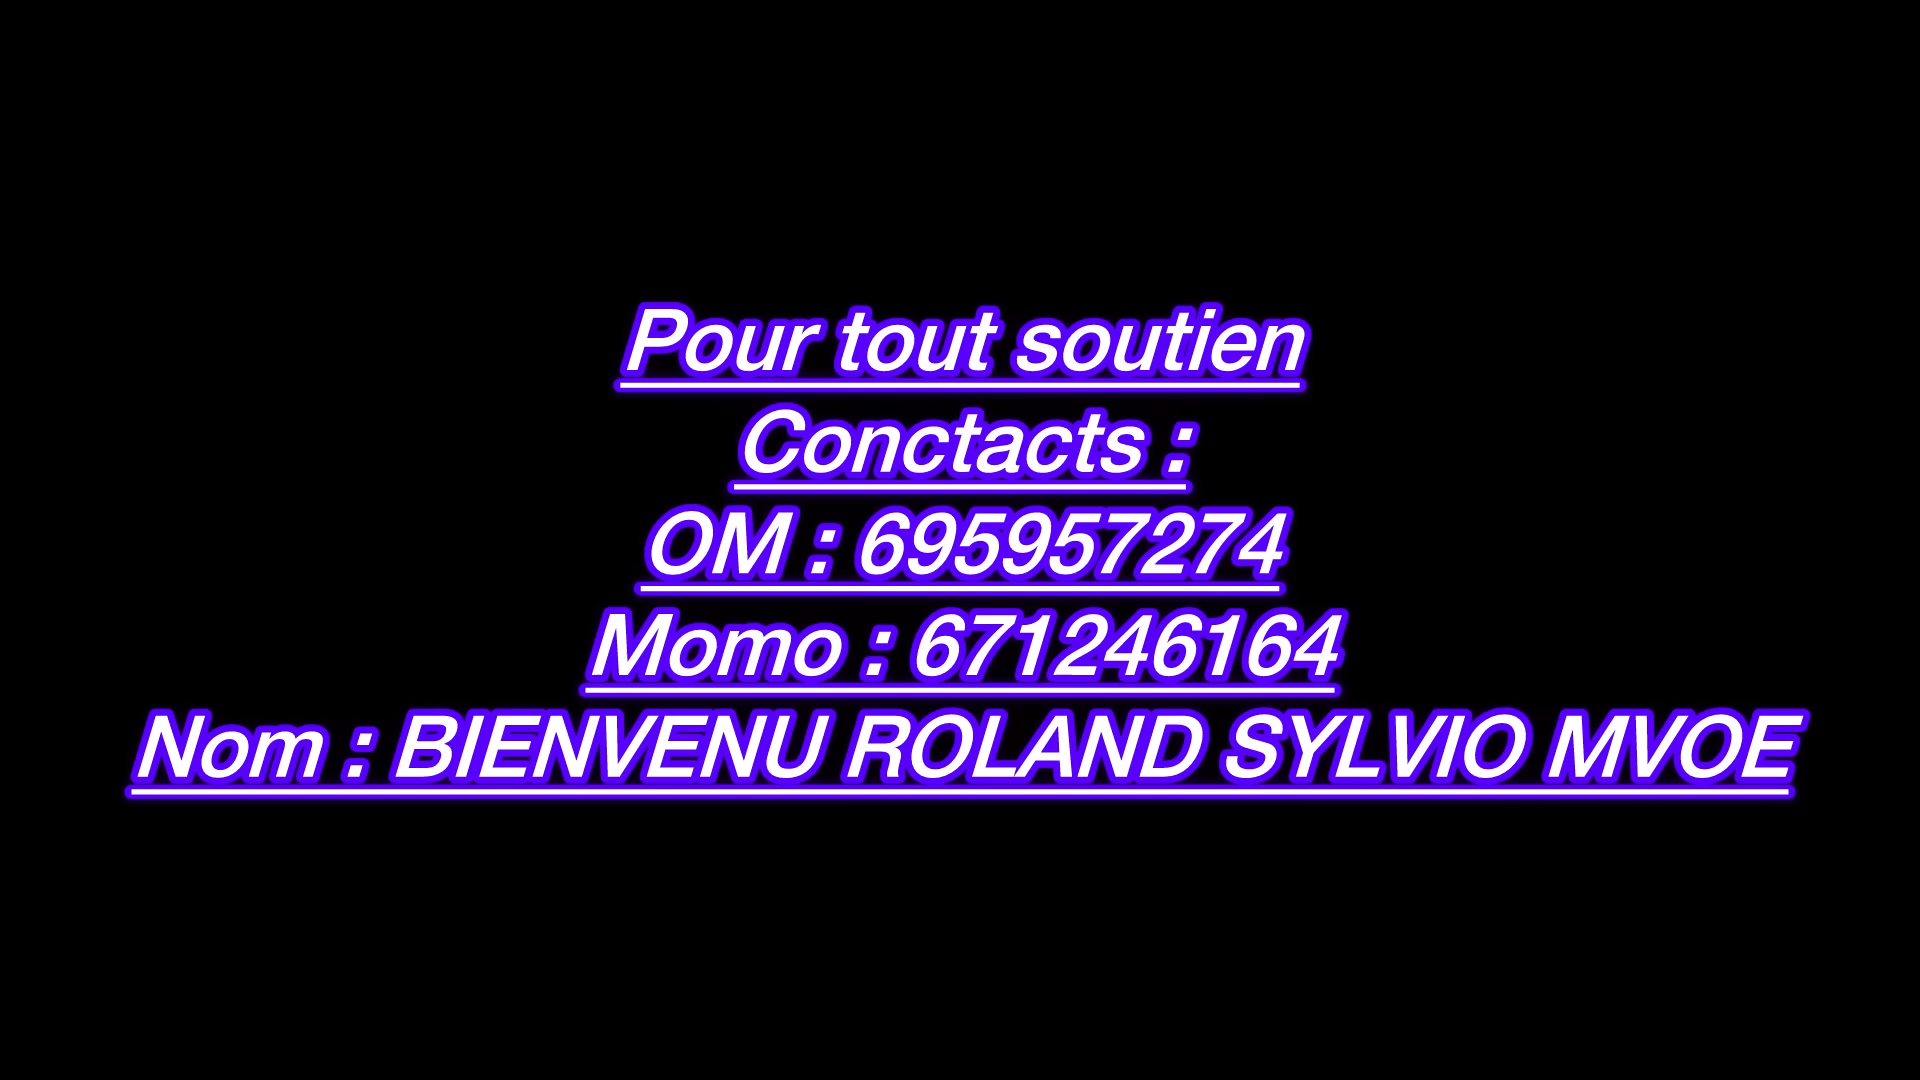 Pour tout soutien
Conctacts :
OM : 695957274
Momo : 671246164
Nom : BIENVENU ROLAND SYLVIO MVOE